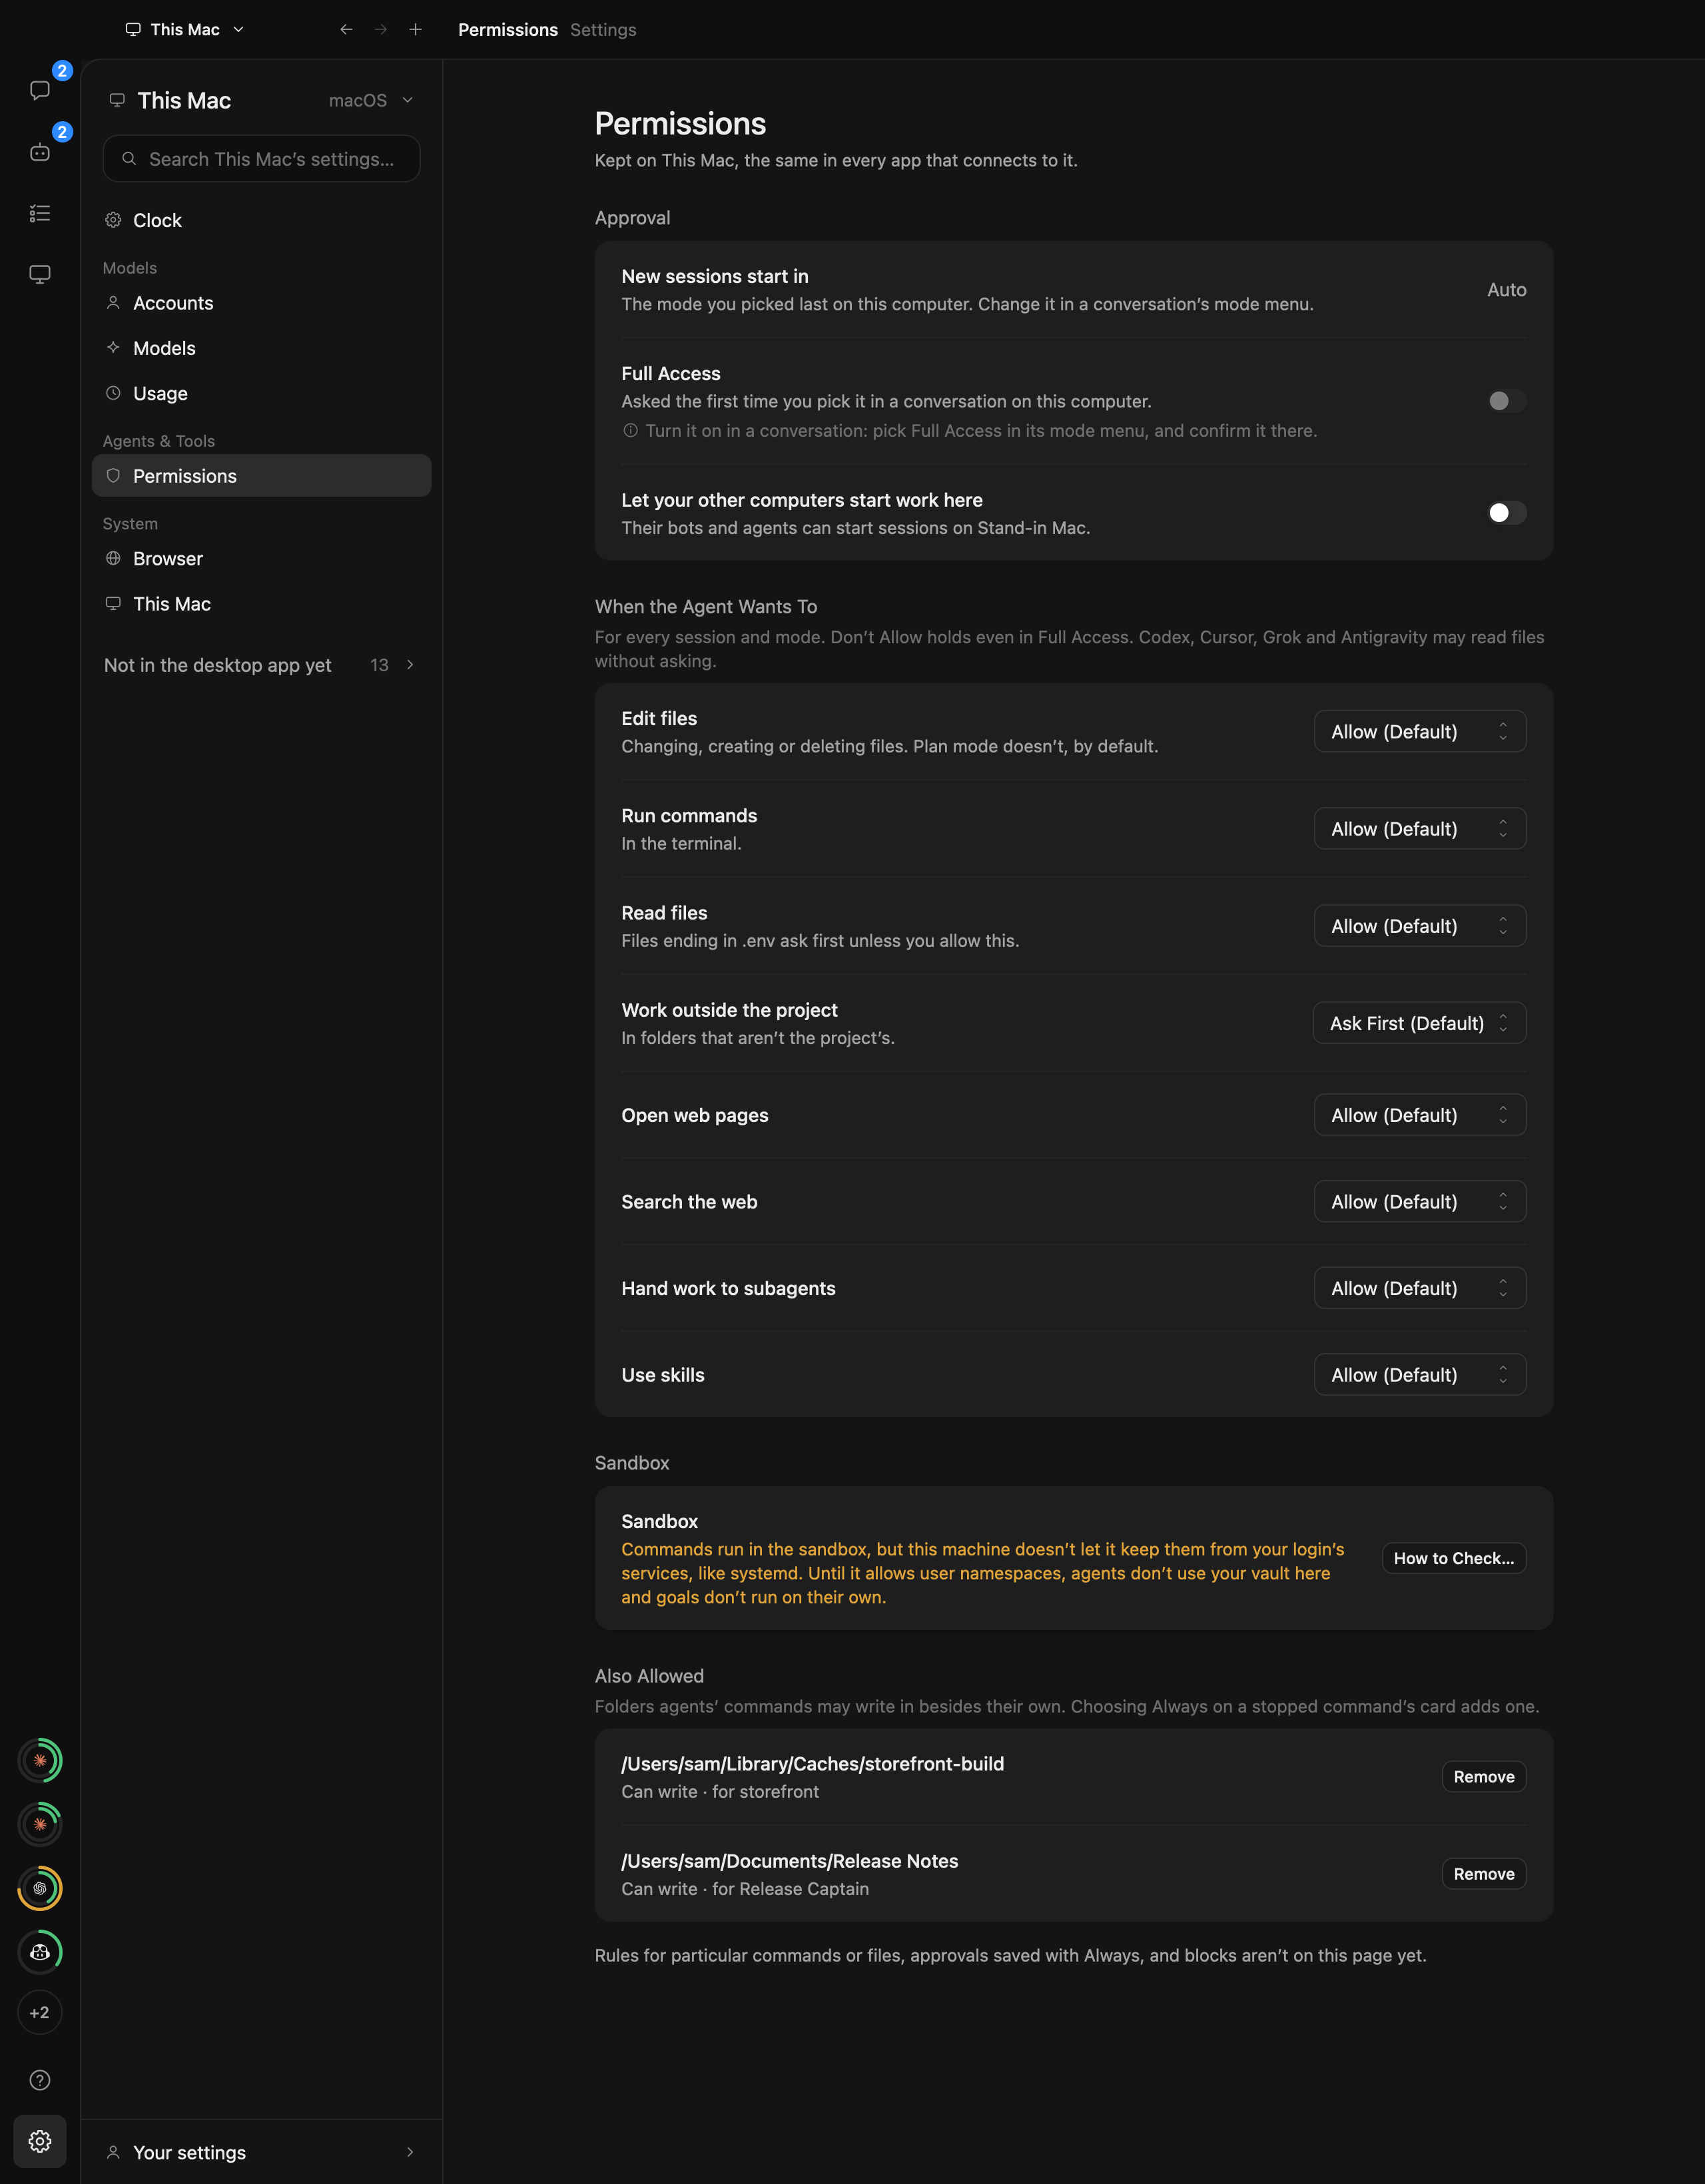 This Mac
Permissions Settings
2
2
This Mac macOS
Search This Mac’s settings...
Clock
Models
Accounts
Models
Usage
Agents & Tools
Permissions
System
Browser
This Mac
Not in the desktop app yet 13
+2
Your settings
Permissions
Kept on This Mac, the same in every app that connects to it.
Approval
New sessions start in
The mode you picked last on this computer. Change it in a conversation’s mode menu.
Auto
Full Access
Asked the first time you pick it in a conversation on this computer.
Turn it on in a conversation: pick Full Access in its mode menu, and confirm it there.
Let your other computers start work here
Their bots and agents can start sessions on Stand-in Mac.
When the Agent Wants To
For every session and mode. Don’t Allow holds even in Full Access. Codex, Cursor, Grok and Antigravity may read files
without asking.
Edit files
Changing, creating or deleting files. Plan mode doesn’t, by default.
Allow (Default)
Run commands
In the terminal.
Allow (Default)
Read files
Files ending in .env ask first unless you allow this.
Allow (Default)
Work outside the project
In folders that aren’t the project’s.
Ask First (Default)
Open web pages
Allow (Default)
Search the web
Allow (Default)
Hand work to subagents
Allow (Default)
Use skills
Allow (Default)
Sandbox
Sandbox
Commands run in the sandbox, but this machine doesn’t let it keep them from your login’s
services, like systemd. Until it allows user namespaces, agents don’t use your vault here
and goals don’t run on their own.
How to Check...
Also Allowed
Folders agents’ commands may write in besides their own. Choosing Always on a stopped command’s card adds one.
/Users/sam/Library/Caches/storefront-build
Can write · for storefront
Remove
/Users/sam/Documents/Release Notes
Can write · for Release Captain
Remove
Rules for particular commands or files, approvals saved with Always, and blocks aren’t on this page yet.